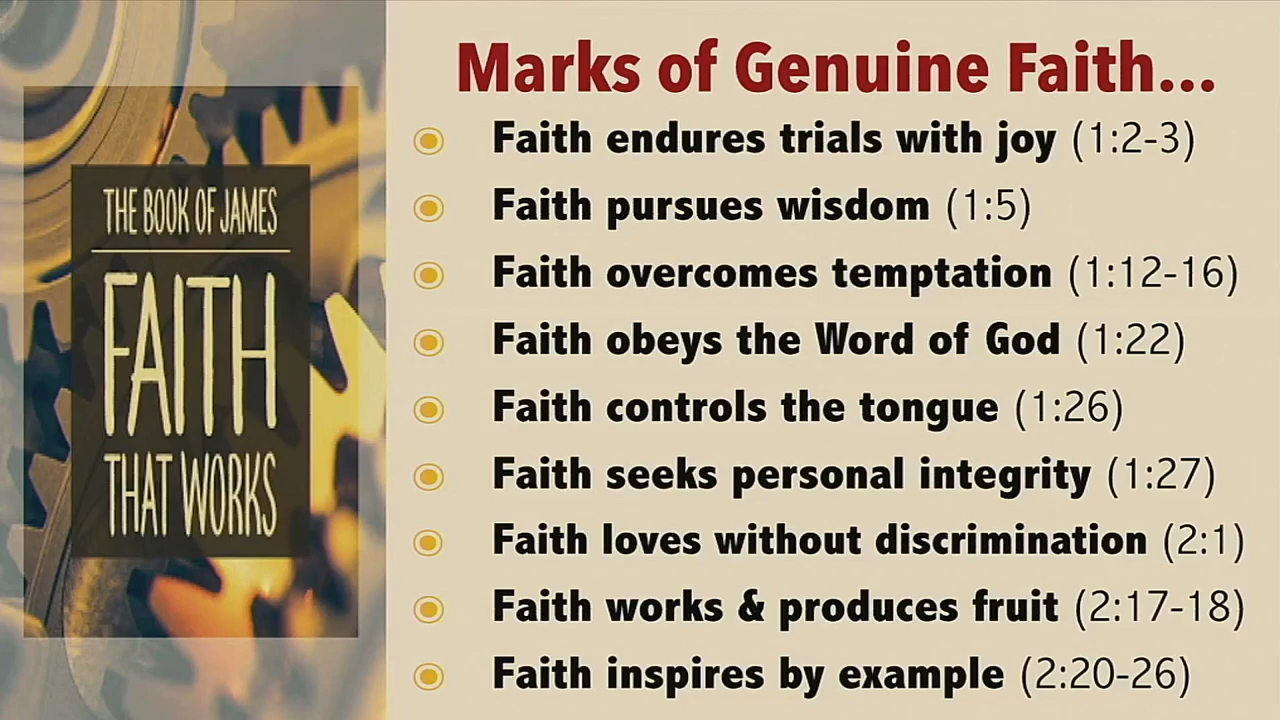 THE BOOK OF JAMES
FAITH
THAT WORKS
Marks of Genuine Faith...
Faith endures trials with joy (1:2-3)
Faith pursues wisdom (1:5)
Faith overcomes temptation (1:12-16)
Faith obeys the Word of God (1:22)
Faith controls the tongue (1:26)
Faith seeks personal integrity (1:27)
Faith loves without discrimination (2:1)
Faith works & produces fruit (2:17-18)
Faith inspires by example (2:20-26)